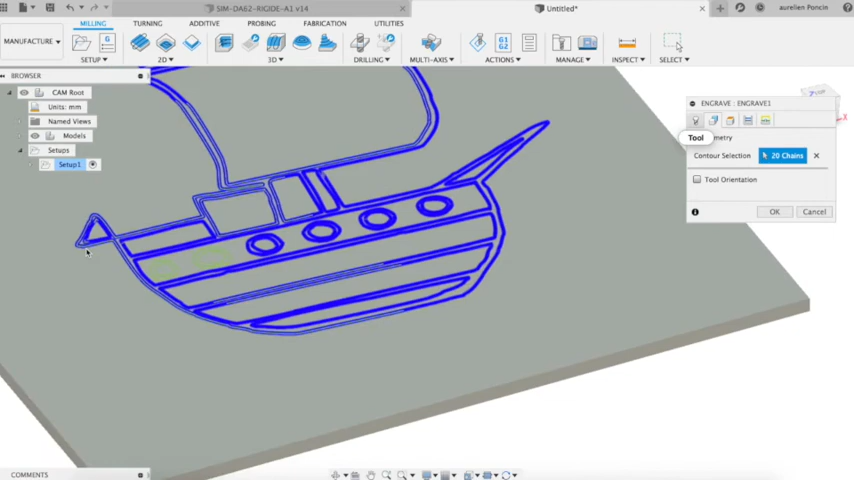 SIM-DA62-RIGIDE-A1 v14
Untitled*
aurelien Poncin
MANUFACTURE
MILLING
TURNING
ADDITIVE
PROBING
FABRICATION
UTILITIES
G1
G2
SETUP
2D
3D
DRILLING
MULTI-AXIS
ACTIONS
MANAGE
INSPECT
SELECT
BROWSER
CAM Root
Units: mm
Named Views
Models
Setups
Setup1
X
ENGRAVE : ENGRAVE1
Tool
Contour Selection
20 Chains
Tool Orientation
OK
Cancel
COMMENTS